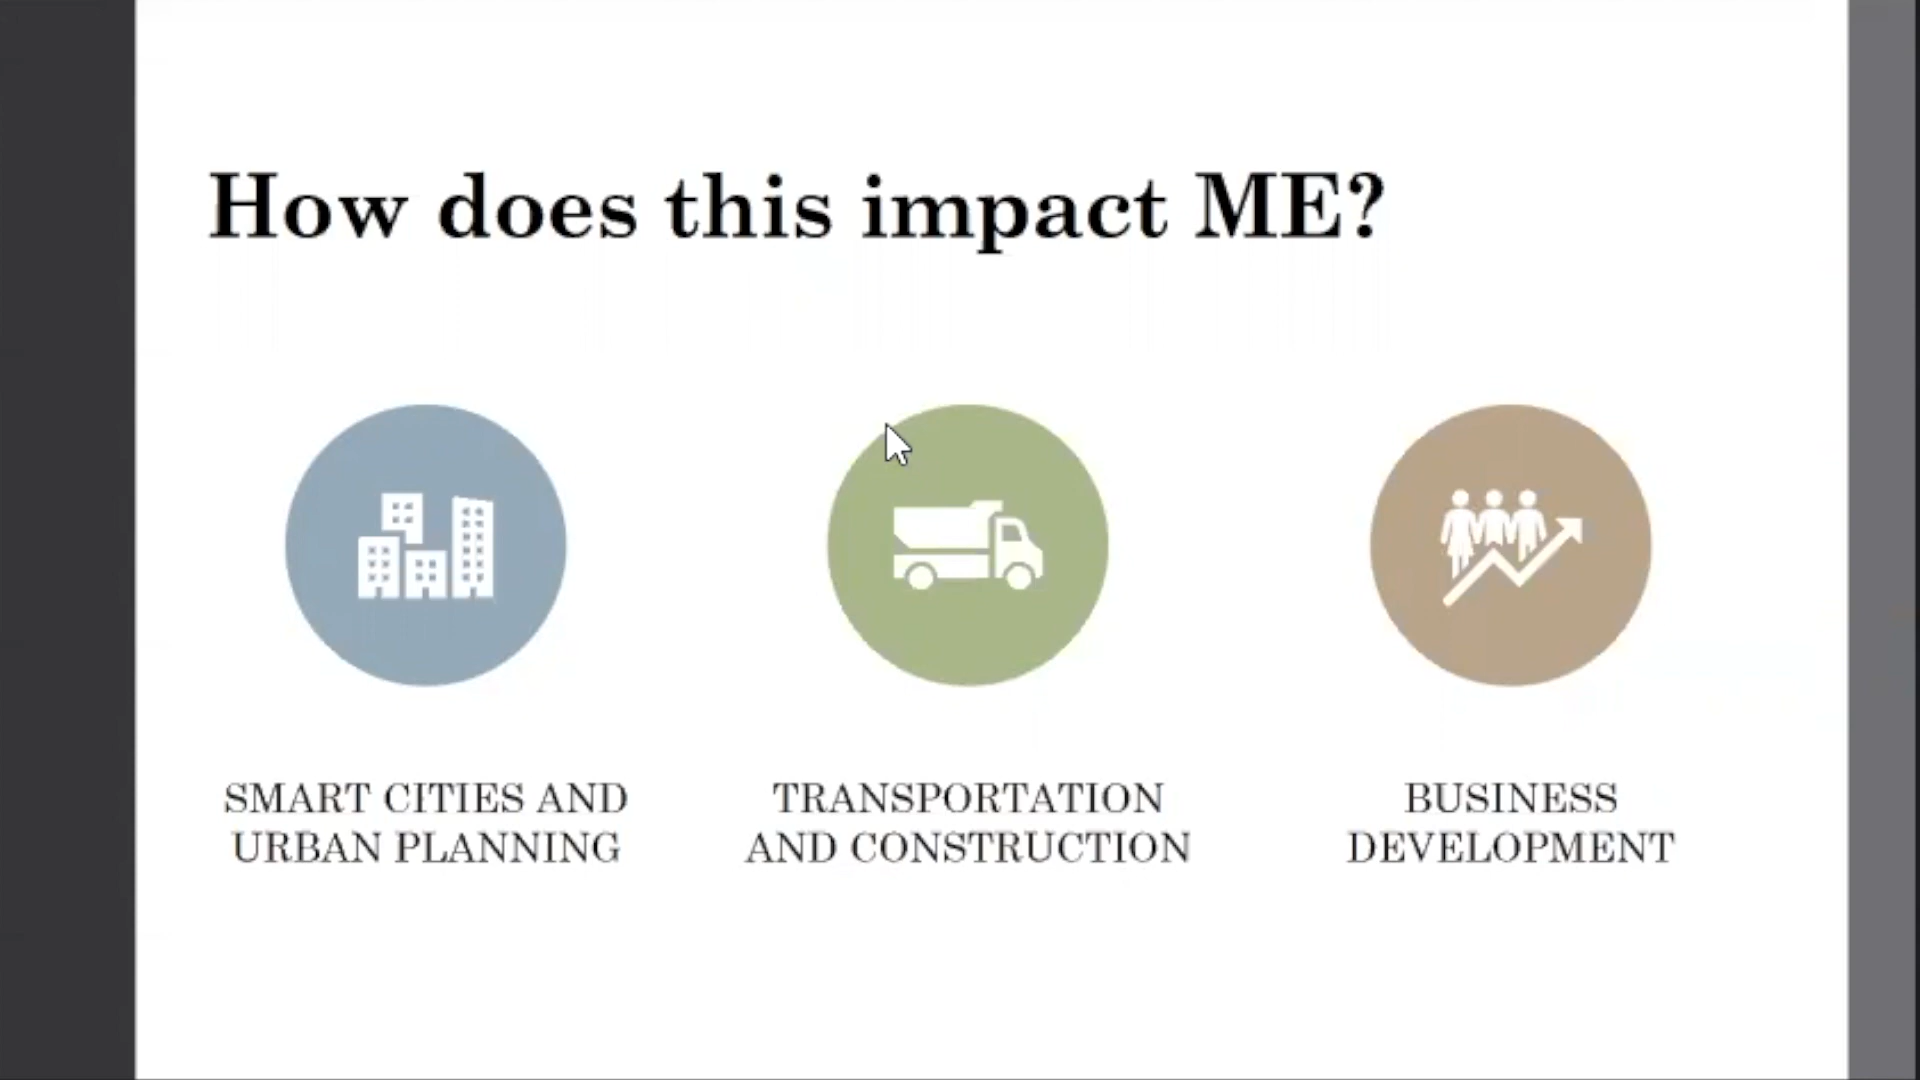 How does this impact ME?
SMART CITIES AND
URBAN PLANNING
TRANSPORTATION
AND CONSTRUCTION
BUSINESS
DEVELOPMENT